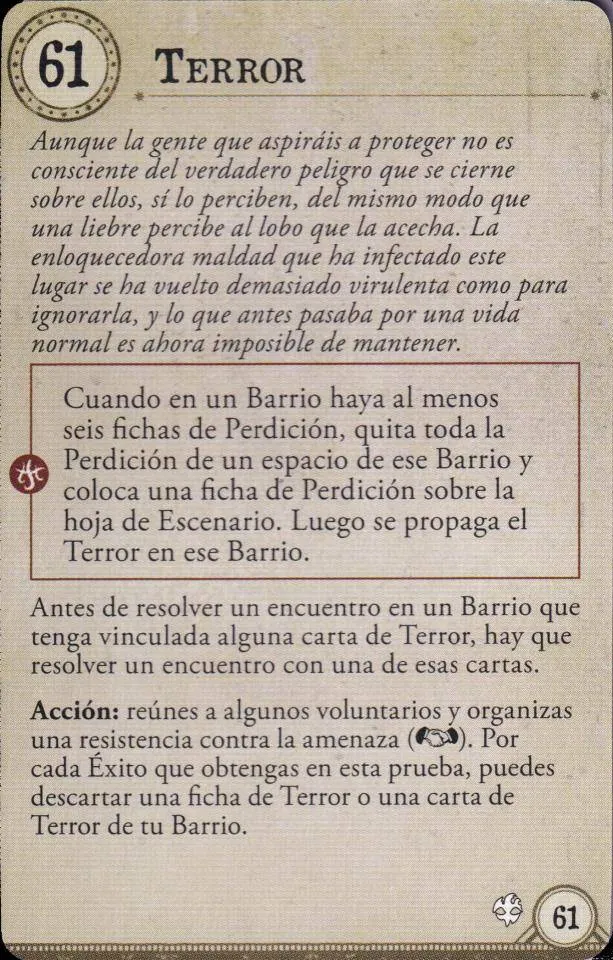 61
TERROR
Aunque la gente que aspiráis a proteger no es
consciente del verdadero peligro que se cierne
sobre ellos, sí lo perciben, del mismo modo que
una liebre percibe al lobo que la acecha. La
enloquecedora maldad que ha infectado este
lugar se ha vuelto demasiado virulenta como para
ignorarla, y lo que antes pasaba por una vida
normal es ahora imposible de mantener.
Cuando en un Barrio haya al menos
seis fichas de Perdición, quita toda la
Perdición de un espacio de ese Barrio y
coloca una ficha de Perdición sobre la
hoja de Escenario. Luego se propaga el
Terror en ese Barrio.
Antes de resolver un encuentro en un Barrio que
tenga vinculada alguna carta de Terror, hay que
resolver un encuentro con una de esas cartas.
Acción: reúnes a algunos voluntarios y organizas
una resistencia contra la amenaza (). Por
cada Éxito que obtengas en esta prueba, puedes
descartar una ficha de Terror o una carta de
Terror de tu Barrio.
61